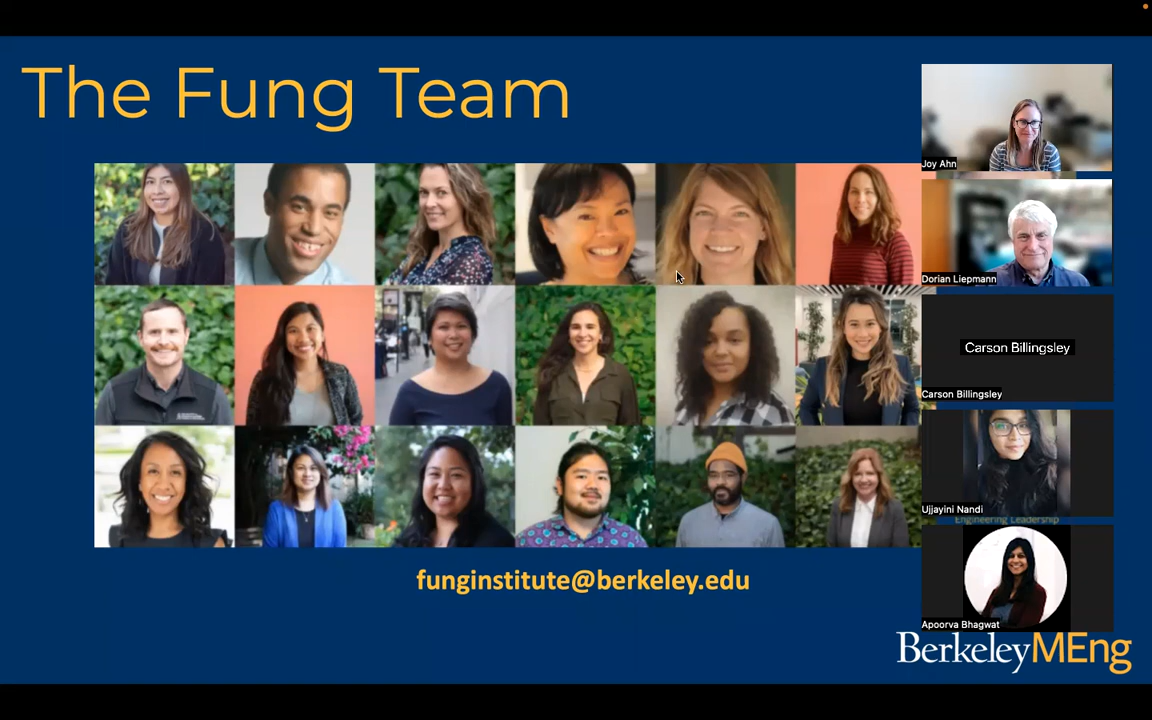 The Fung Team
Joy Ahn
Dorian Liepmann
Carson Billingsley
Carson Billingsley
Ujjayini Nandi
Engineering Leadership
Apoorva Bhagwat
funginstitute@berkeley.edu
BerkeleyMEng